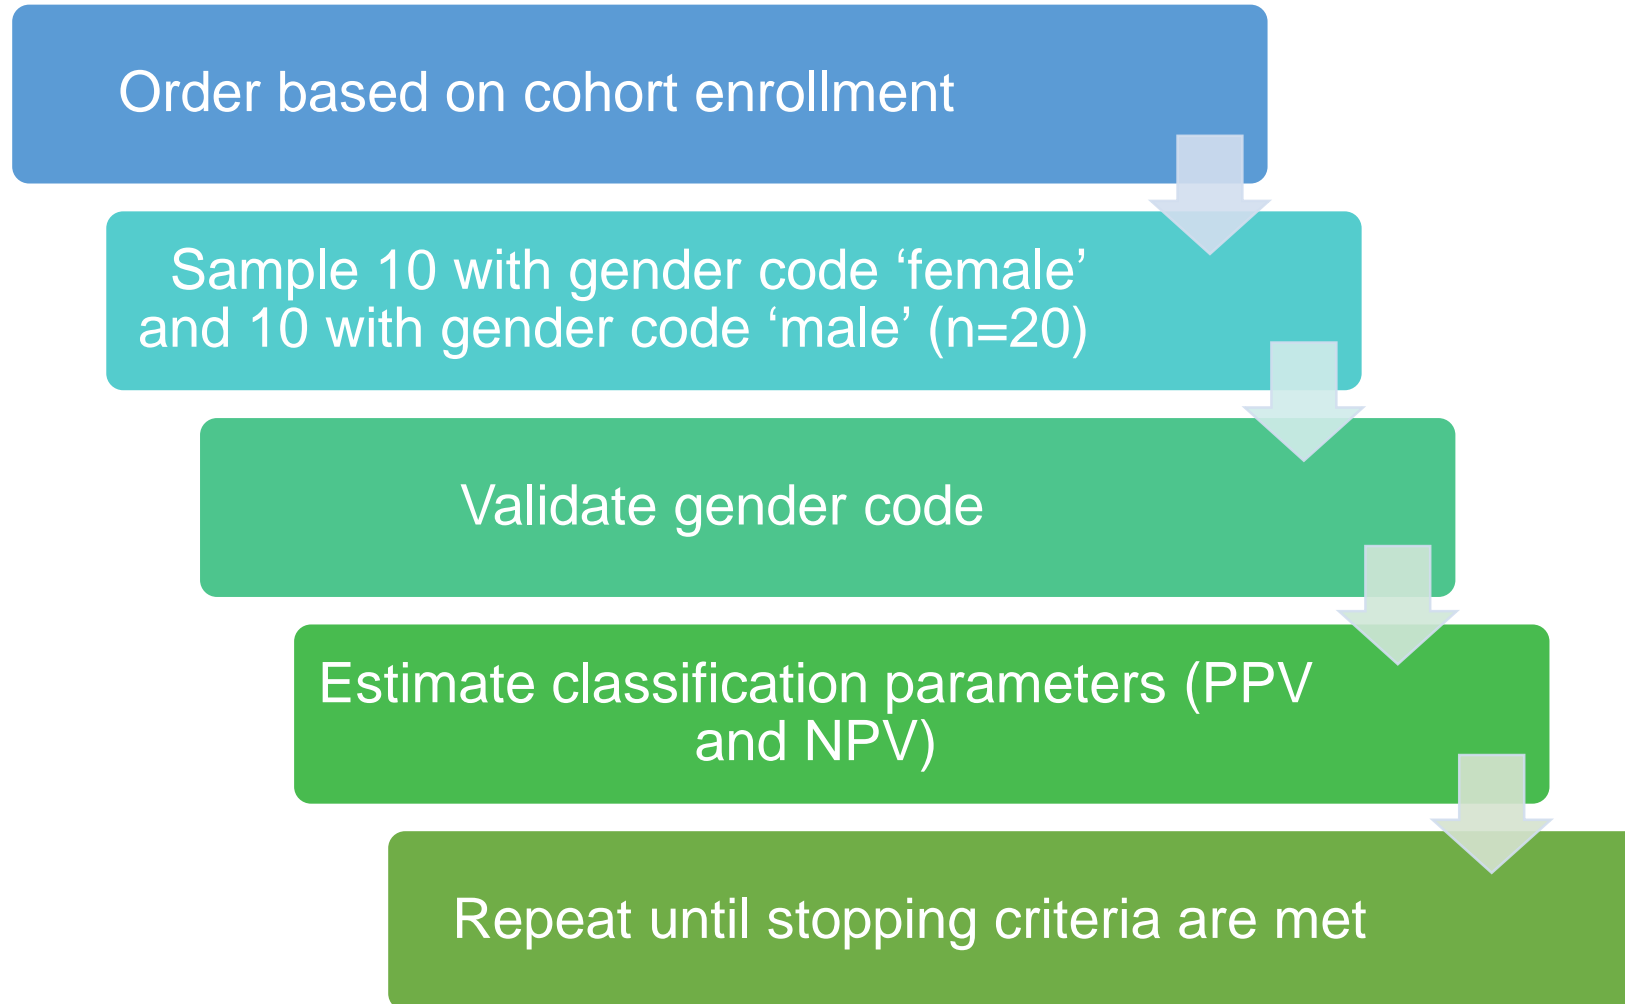 Order based on cohort enrollment
Sample 10 with gender code ‘female’
and 10 with gender code ‘male’ (n=20)
Validate gender code
Estimate classification parameters (PPV
and NPV)
Repeat until stopping criteria are met